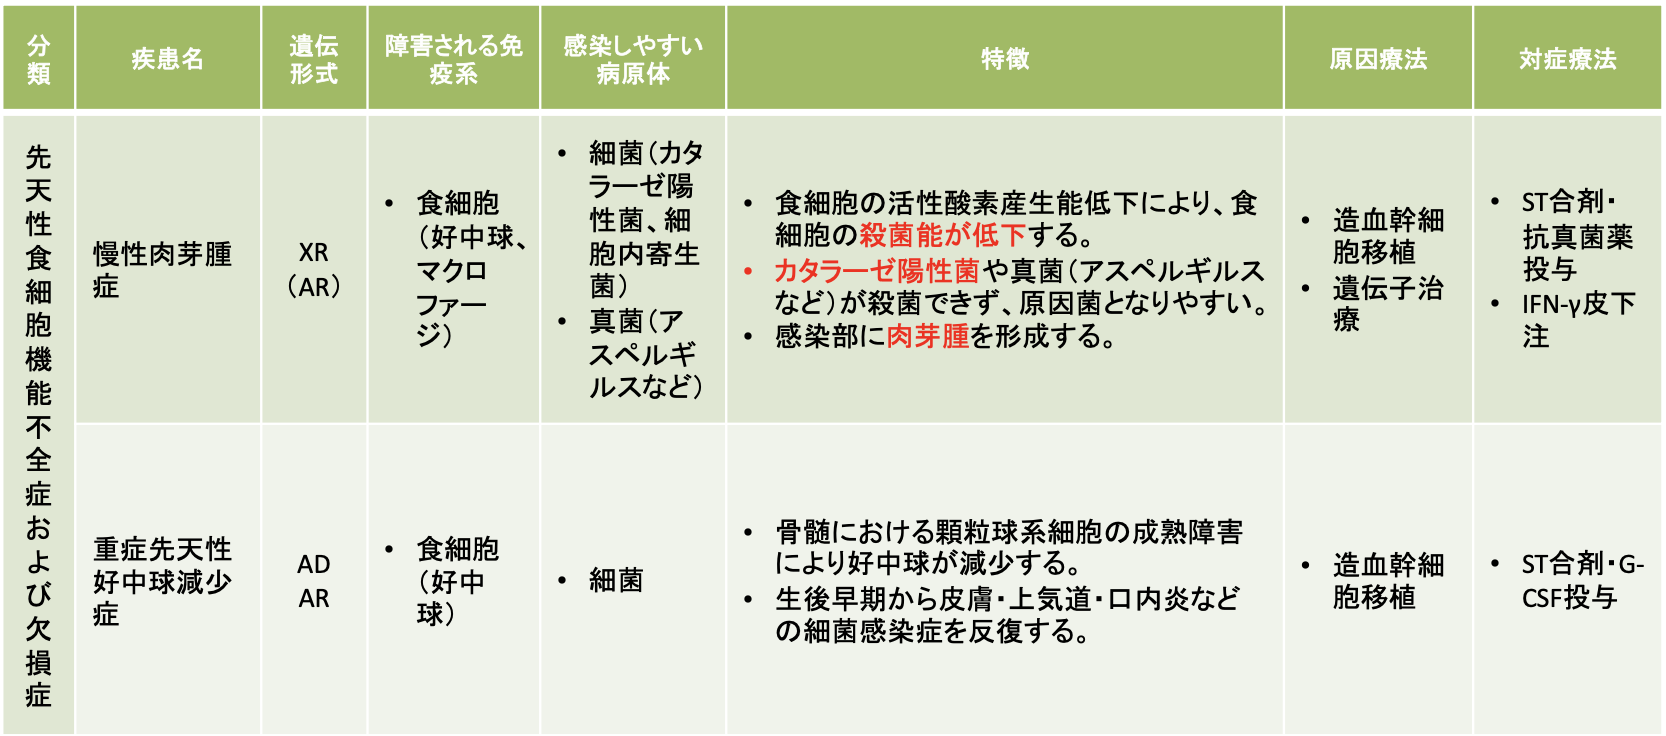 分類
疾患名
遺伝
形式
障害される免
疫系
感染しやすい
病原体
特徴
原因療法
対症療法
先天性食細胞機能不全症および欠損症
慢性肉芽腫
症
XR
（AR）
• 食細胞
（好中球、
マクロ
ファー
ジ）
• 細菌（カタ
ラーゼ陽
性菌、細
胞内寄生
菌）
• 真菌（ア
スペルギ
ルスなど）
• 食細胞の活性酸素産生能低下により、食
細胞の殺菌能が低下する。
• カタラーゼ陽性菌や真菌（アスペルギルス
など）が殺菌できず、原因菌となりやすい。
• 感染部に肉芽腫を形成する。
• 造血幹細
胞移植
• 遺伝子治
療
• ST合剤・
抗真菌薬
投与
• IFN-γ皮下
注
重症先天性
好中球減少
症
AD
AR
• 食細胞
（好中
球）
• 細菌
• 骨髄における顆粒球系細胞の成熟障害
により好中球が減少する。
• 生後早期から皮膚・上気道・口内炎など
の細菌感染症を反復する。
• 造血幹細
胞移植
• ST合剤・G-
CSF投与